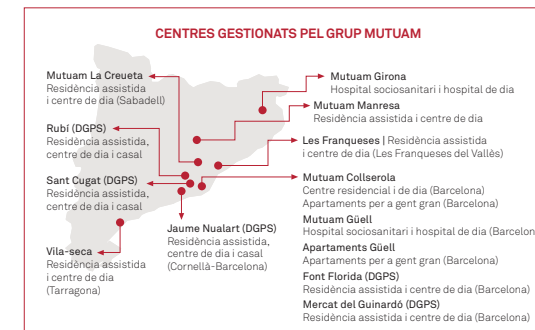 CENTRES GESTIONATS PEL GRUP MUTUAM
Mutuam La Creueta
Residència assistida
i centre de dia (Sabadell)
Rubí (DGPS)
Residència assistida,
centre de dia i casal
Sant Cugat (DGPS)
Residència assistida,
centre de dia i casal
Vila-seca
Residència assistida
i centre de dia
(Tarragona)
Jaume Nualart (DGPS)
Residència assistida,
centre de dia i casal
(Cornellà-Barcelona)
Mutuam Girona
Hospital sociosanitari i hospital de dia
Mutuam Manresa
Residència assistida i centre de dia
Les Franqueses | Residència assistida
i centre de dia (Les Franqueses del Vallès)
Mutuam Collserola
Centre residencial i de dia (Barcelona)
Apartaments per a gent gran (Barcelona)
Mutuam Güell
Hospital sociosanitari i hospital de dia (Barcelon
Apartaments Güell
Apartaments per a gent gran (Barcelona)
Font Florida (DGPS)
Residència assistida i centre de dia (Barcelona)
Mercat del Guinardó (DGPS)
Residència assistida i centre de dia (Barcelona)